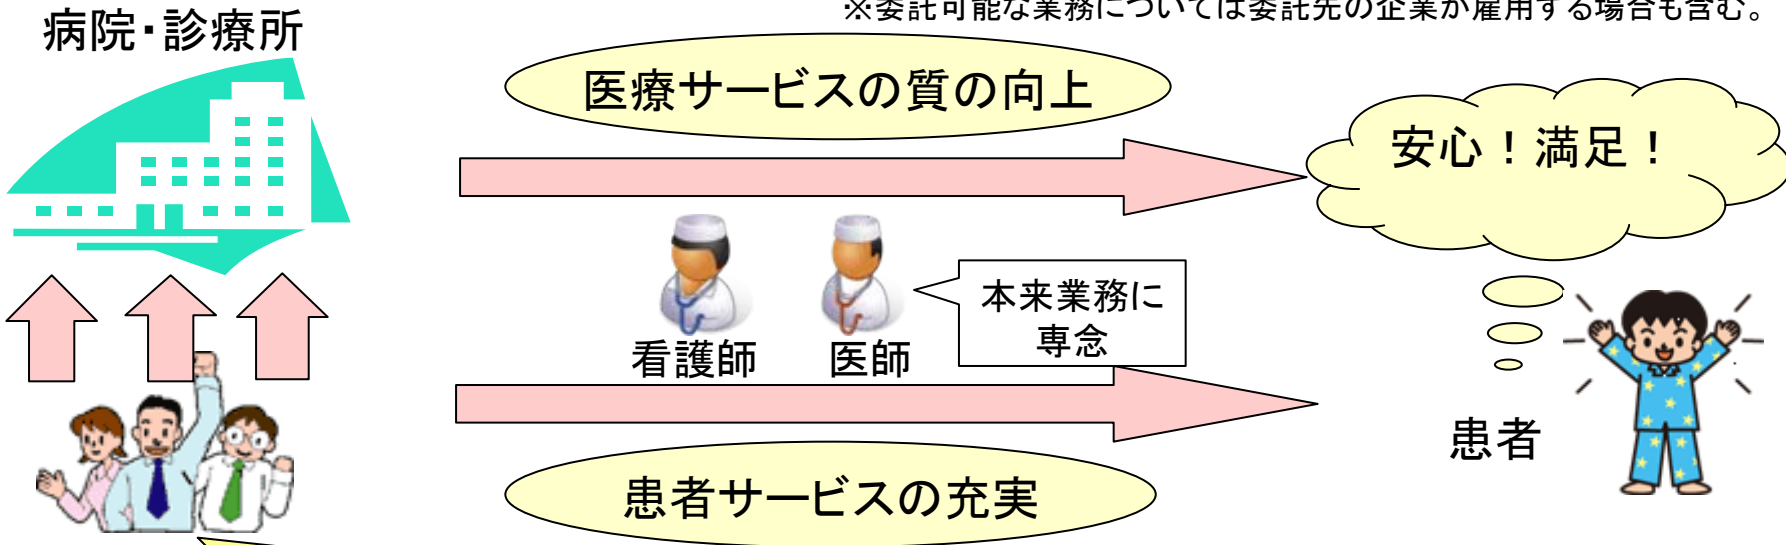 ※委託可能な業務については委託先の企業が雇用する場合も含む。
病院・診療所
医療サービスの質の向上
安心！満足！
本来業務に
専念
看護師
医師
患者
患者サービスの充実